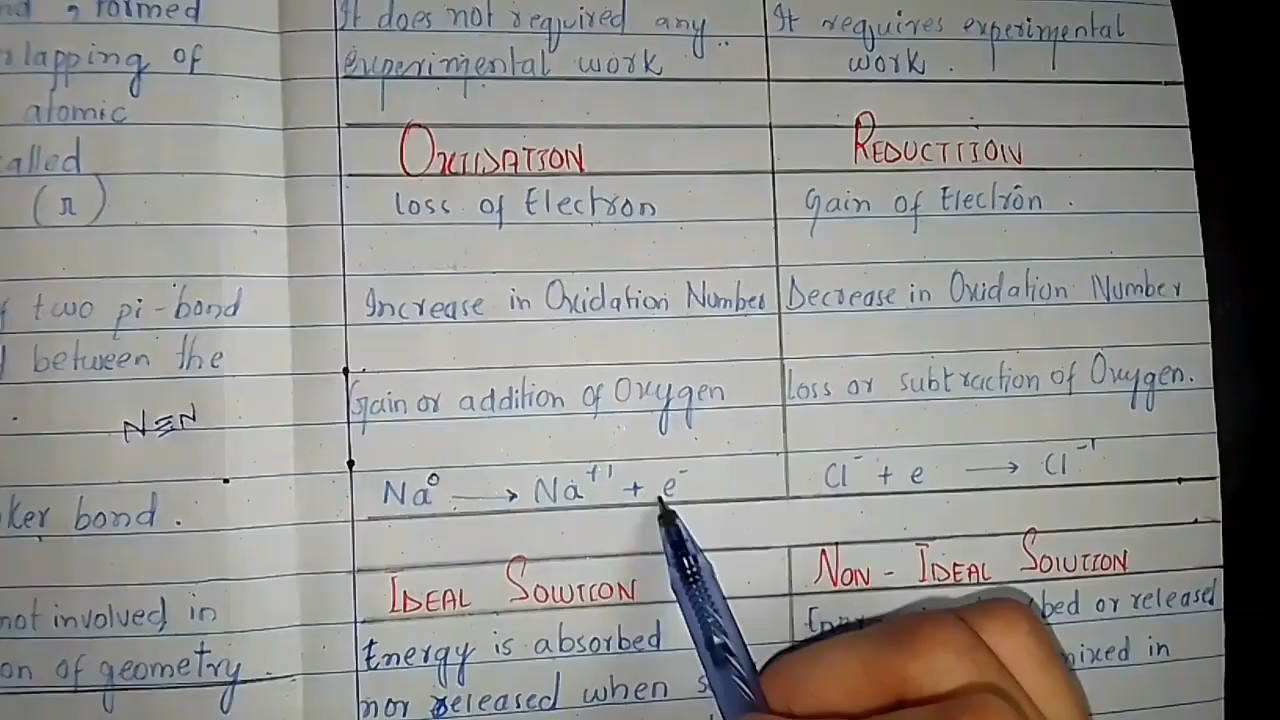 formed
lapping of
atomic
alled
(π)
two pi-bond
between the
N≡N
ker bond.
not involved in
on of geometry.
It does not required any
experimental work
It requires experimental
work.
OXIDATION
REDUCTION
loss of Electron
gain of Electron.
Increase in Oxidation Number
Decrease in Oxidation Number
Gain or addition of Oxygen
Loss or subtraction of Oxygen.
Na⁰ → Na⁺¹ + e⁻
Cl⁻ + e → Cl⁻¹
IDEAL SOLUTION
NON-IDEAL SOLUTION
Energy is absorbed
nor released when
bed or released
mixed in